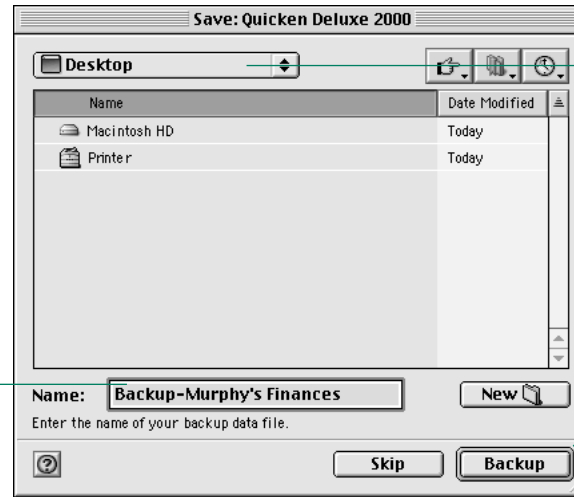 Save: Quicken Deluxe 2000
Desktop
Name Date Modified
Macintosh HD Today
Printer Today
Name: Backup-Murphy's Finances New
Enter the name of your backup data file.
? Skip Backup